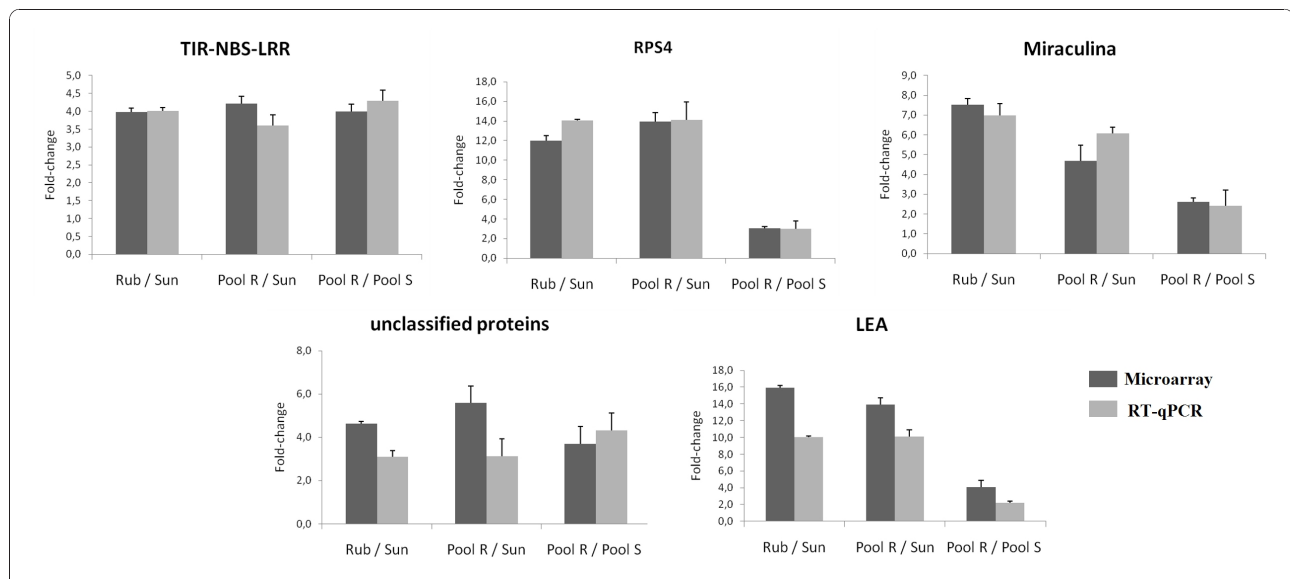 TIR-NBS-LRR
Fold-change
5,0
4,5
4,0
3,5
3,0
2,5
2,0
1,5
1,0
0,5
0,0
Rub / Sun
Pool R / Sun
Pool R / Pool S
RPS4
Fold-change
18,0
16,0
14,0
12,0
10,0
8,0
6,0
4,0
2,0
0,0
Rub / Sun
Pool R / Sun
Pool R / Pool S
Miraculina
Fold-change
9,0
8,0
7,0
6,0
5,0
4,0
3,0
2,0
1,0
0,0
Rub / Sun
Pool R / Sun
Pool R / Pool S
unclassified proteins
Fold-change
8,0
6,0
4,0
2,0
0,0
Rub / Sun
Pool R / Sun
Pool R / Pool S
LEA
Fold-change
18,0
16,0
14,0
12,0
10,0
8,0
6,0
4,0
2,0
0,0
Rub / Sun
Pool R / Sun
Pool R / Pool S
Microarray
RT-qPCR